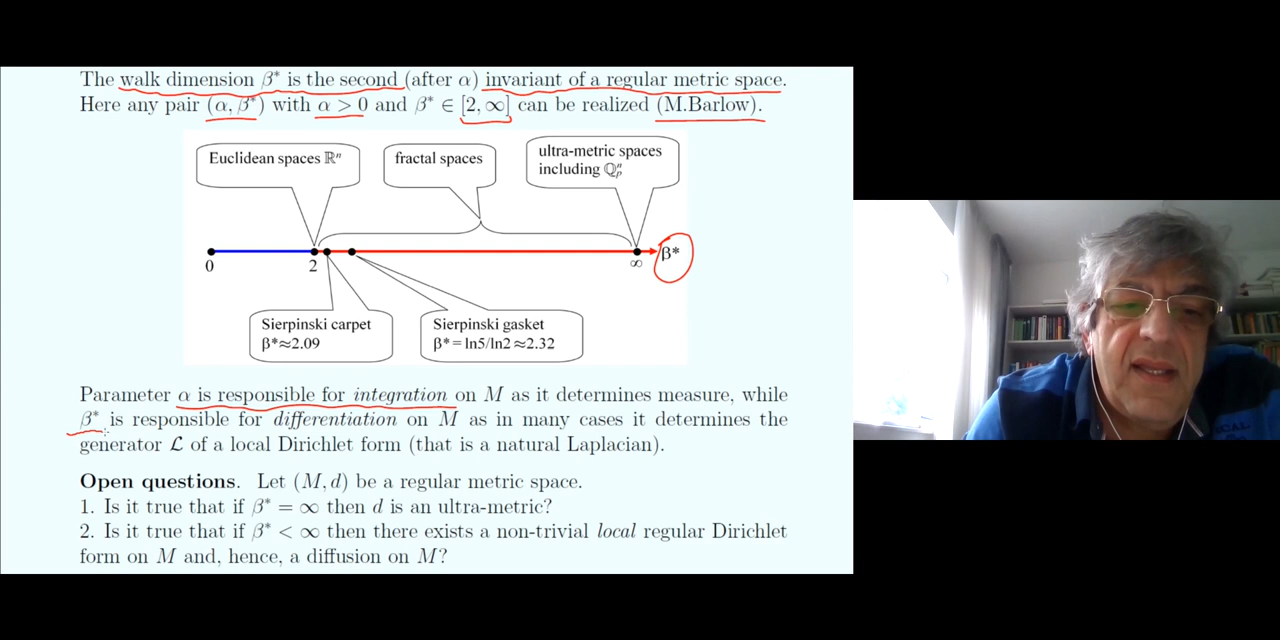 The walk dimension β* is the second (after α) invariant of a regular metric space.
Here any pair (α, β*) with α > 0 and β* ∈ [2, ∞] can be realized (M.Barlow).
Euclidean spaces ℝⁿ
fractal spaces
ultra-metric spaces
including ℚₚⁿ
0
2
∞
β*
Sierpinski carpet
β*≈2.09
Sierpinski gasket
β*=ln5/ln2≈2.32
Parameter α is responsible for integration on M as it determines measure, while
β* is responsible for differentiation on M as in many cases it determines the
generator ℒ of a local Dirichlet form (that is a natural Laplacian).
Open questions. Let (M, d) be a regular metric space.
1. Is it true that if β* = ∞ then d is an ultra-metric?
2. Is it true that if β* < ∞ then there exists a non-trivial local regular Dirichlet
form on M and, hence, a diffusion on M?